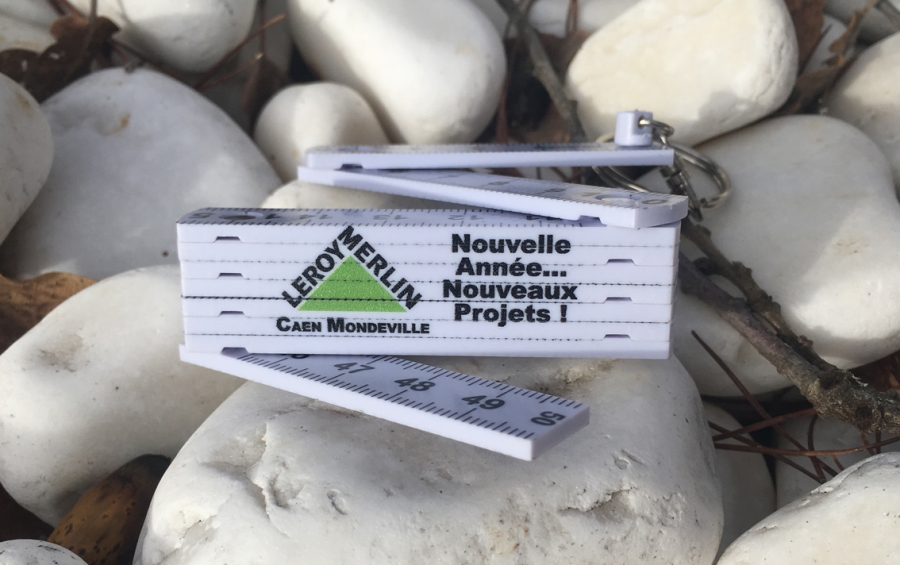 LEROY MERLIN
CAEN MONDEVILLE
Nouvelle
Année...
Nouveaux
Projets !
47 48 49 50